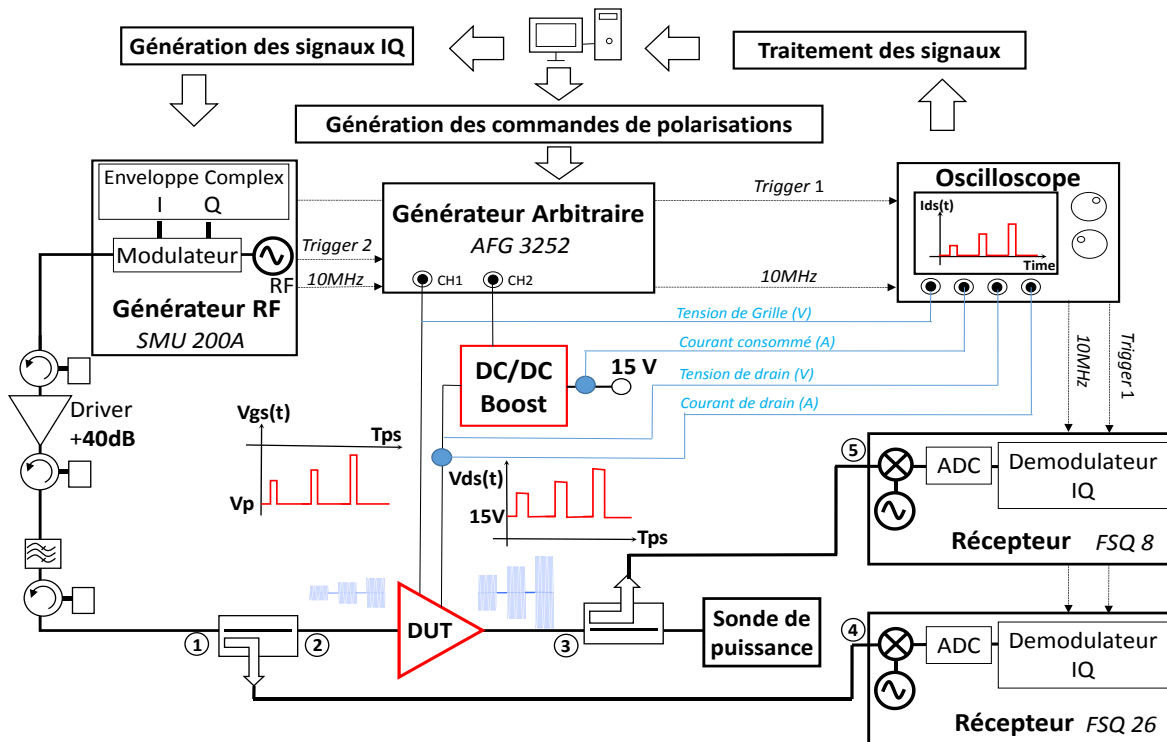 Génération des signaux IQ
Traitement des signaux
Génération des commandes de polarisations
Enveloppe Complex
I Q
Modulateur
RF
Générateur RF
SMU 200A
Trigger 2
10MHz
Générateur Arbitraire
AFG 3252
CH1
CH2
Trigger 1
10MHz
Oscilloscope
Ids(t)
Time
Tension de Grille (V)
Courant consommé (A)
Tension de drain (V)
Courant de drain (A)
10MHz
Trigger 1
DC/DC
Boost
15 V
Driver
+40dB
Vgs(t)
Tps
Vp
Vds(t)
15V
Tps
5
ADC
Demodulateur
IQ
Récepteur FSQ 8
1
2
DUT
3
Sonde de
puissance
4
ADC
Demodulateur
IQ
Récepteur FSQ 26